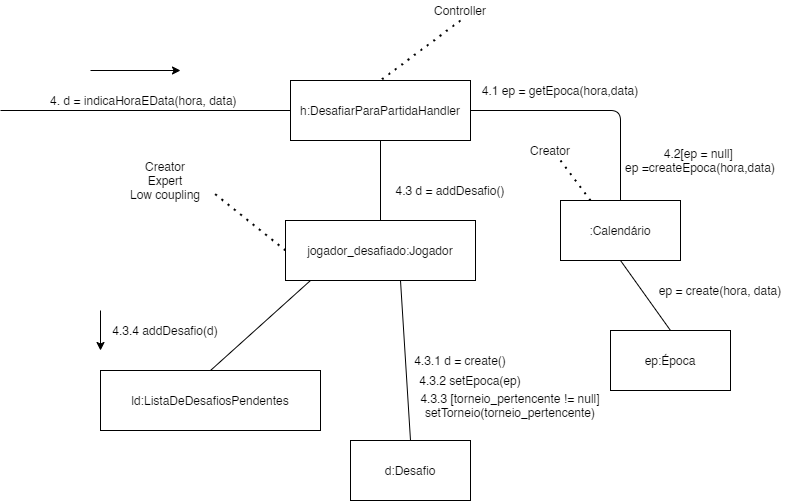 Controller
4. d = indicaHoraEData(hora, data)
h:DesafiarParaPartidaHandler
4.1 ep = getEpoca(hora,data)
4.2[ep = null]
ep =createEpoca(hora,data)
Creator
Creator
Expert
Low coupling
4.3 d = addDesafio()
jogador_desafiado:Jogador
:Calendário
ep = create(hora, data)
4.3.4 addDesafio(d)
4.3.1 d = create()
4.3.2 setEpoca(ep)
4.3.3 [torneio_pertencente != null]
setTorneio(torneio_pertencente)
ep:Época
ld:ListaDeDesafiosPendentes
d:Desafio